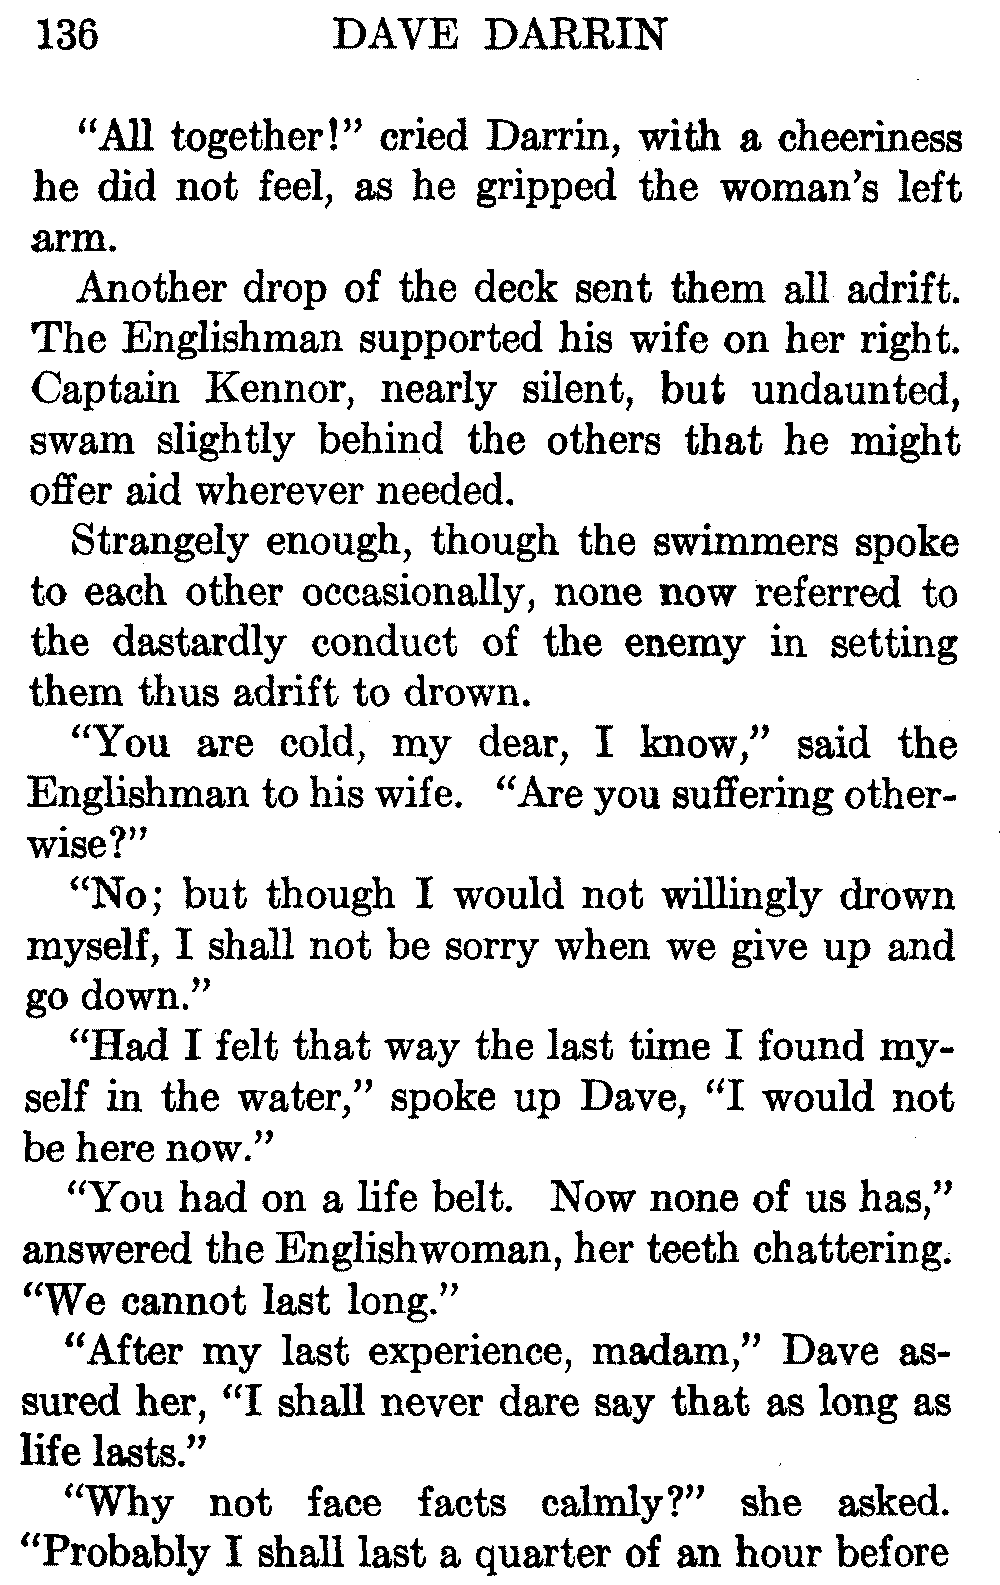 136 DAVE DARRIN
“All together!” cried Darrin, with a cheeriness
he did not feel, as he gripped the woman’s left
arm.
Another drop of the deck sent them all adrift.
The Englishman supported his wife on her right.
Captain Kennor, nearly silent, but undaunted,
swam slightly behind the others that he might
offer aid wherever needed.
Strangely enough, though the swimmers spoke
to each other occasionally, none now referred to
the dastardly conduct of the enemy in setting
them thus adrift to drown.
“You are cold, my dear, I know,” said the
Englishman to his wife. “Are you suffering other-
wise?”
“No; but though I would not willingly drown
myself, I shall not be sorry when we give up and
go down.”
“Had I felt that way the last time I found my-
self in the water,” spoke up Dave, “I would not
be here now.”
“You had on a life belt. Now none of us has,”
answered the Englishwoman, her teeth chattering.
“We cannot last long.”
“After my last experience, madam,” Dave as-
sured her, “I shall never dare say that as long as
life lasts.”
“Why not face facts calmly?” she asked.
“Probably I shall last a quarter of an hour before